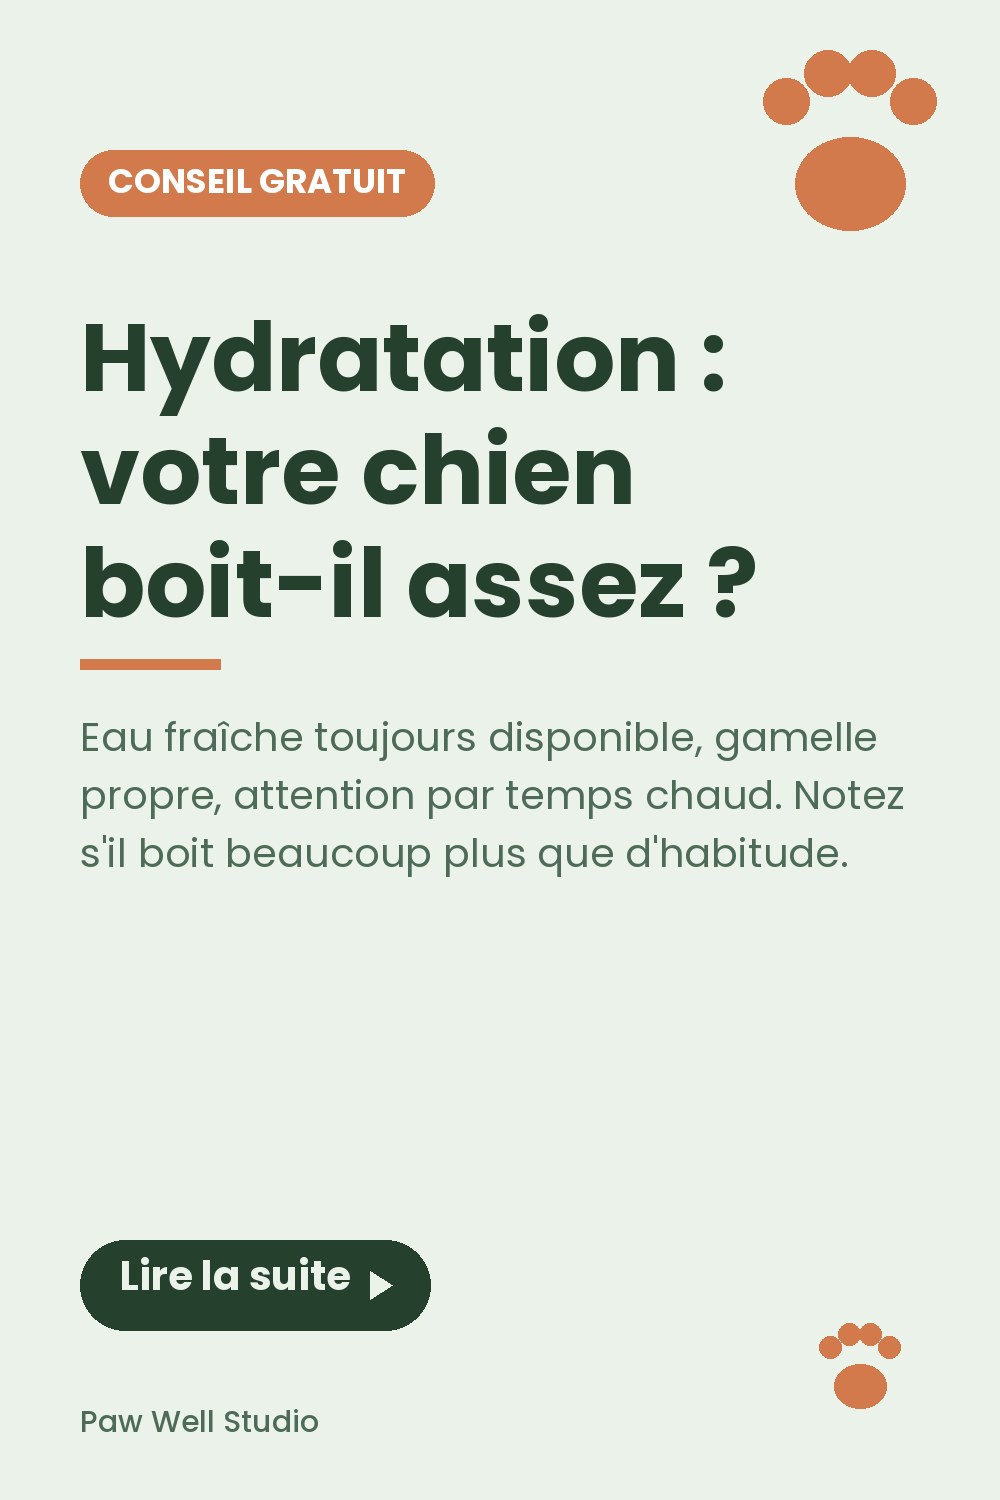 CONSEIL GRATUIT
Hydratation :
votre chien
boit-il assez ?
Eau fraîche toujours disponible, gamelle
propre, attention par temps chaud. Notez
s'il boit beaucoup plus que d'habitude.
Lire la suite
Paw Well Studio